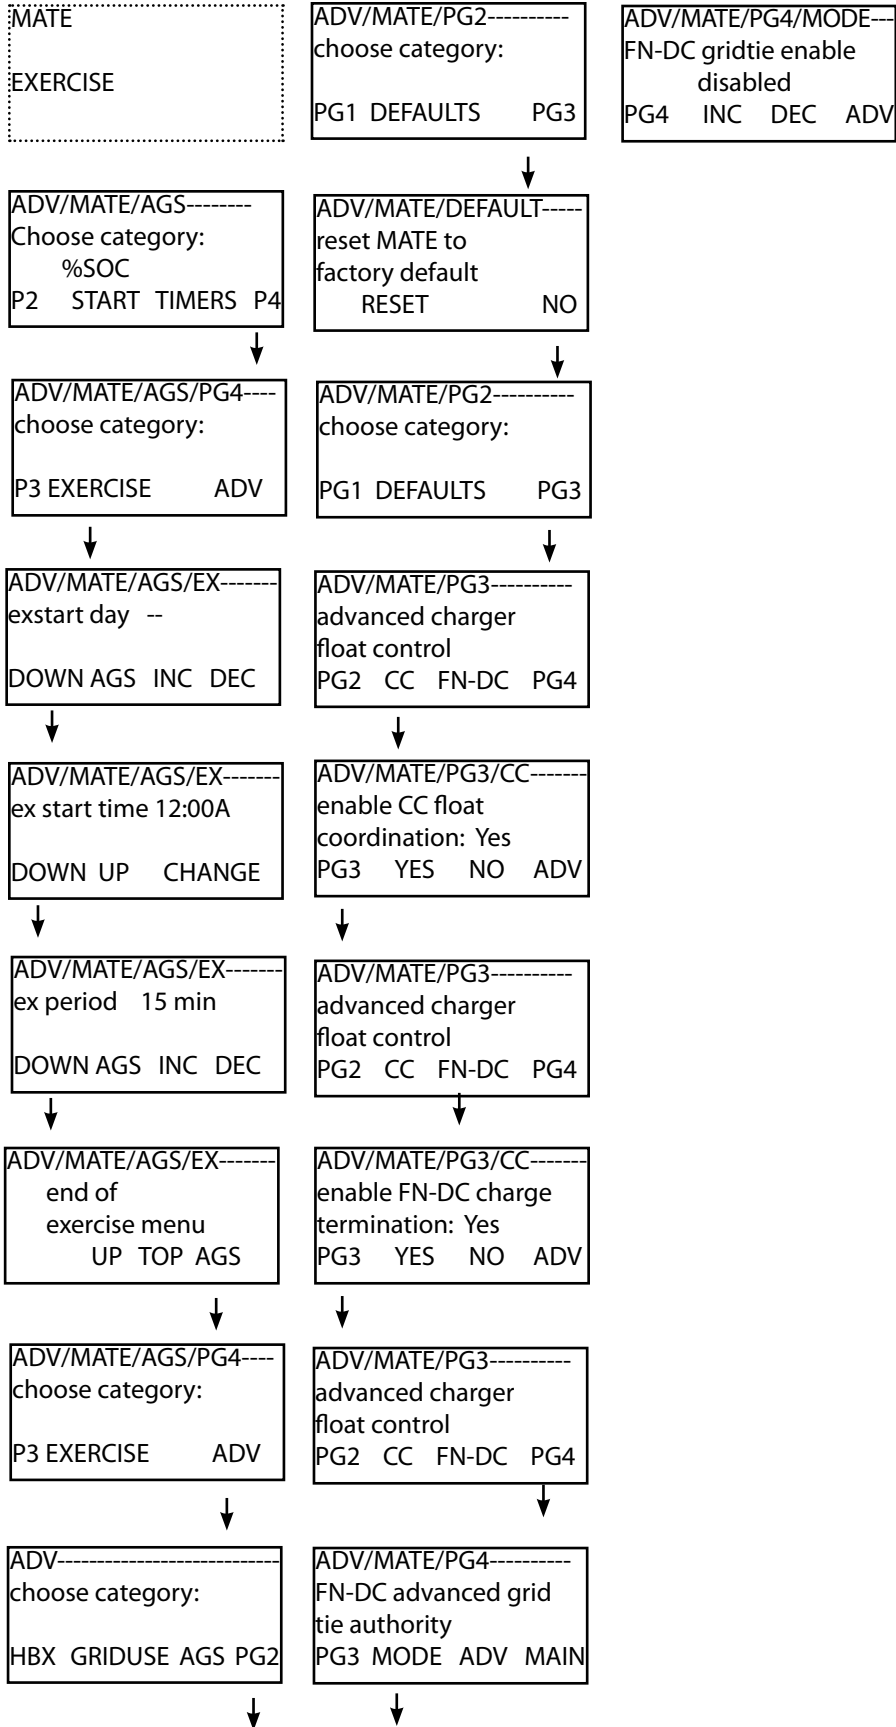 MATE
EXERCISE
ADV/MATE/AGS--------
Choose category:
%SOC
P2 START TIMERS P4
ADV/MATE/AGS/PG4----
choose category:
P3 EXERCISE ADV
ADV/MATE/AGS/EX-------
exstart day --
DOWN AGS INC DEC
ADV/MATE/AGS/EX-------
ex start time 12:00A
DOWN UP CHANGE
ADV/MATE/AGS/EX-------
ex period 15 min
DOWN AGS INC DEC
ADV/MATE/AGS/EX-------
end of
exercise menu
UP TOP AGS
ADV/MATE/AGS/PG4----
choose category:
P3 EXERCISE ADV
ADV----------------------------
choose category:
HBX GRIDUSE AGS PG2
ADV/MATE/PG2----------
choose category:
PG1 DEFAULTS PG3
ADV/MATE/DEFAULT-----
reset MATE to
factory default
RESET NO
ADV/MATE/PG2----------
choose category:
PG1 DEFAULTS PG3
ADV/MATE/PG3----------
advanced charger
float control
PG2 CC FN-DC PG4
ADV/MATE/PG3/CC-------
enable CC float
coordination: Yes
PG3 YES NO ADV
ADV/MATE/PG3----------
advanced charger
float control
PG2 CC FN-DC PG4
ADV/MATE/PG3/CC-------
enable FN-DC charge
termination: Yes
PG3 YES NO ADV
ADV/MATE/PG3----------
advanced charger
float control
PG2 CC FN-DC PG4
ADV/MATE/PG4----------
FN-DC advanced grid
tie authority
PG3 MODE ADV MAIN
ADV/MATE/PG4/MODE---
FN-DC gridtie enable
disabled
PG4 INC DEC ADV